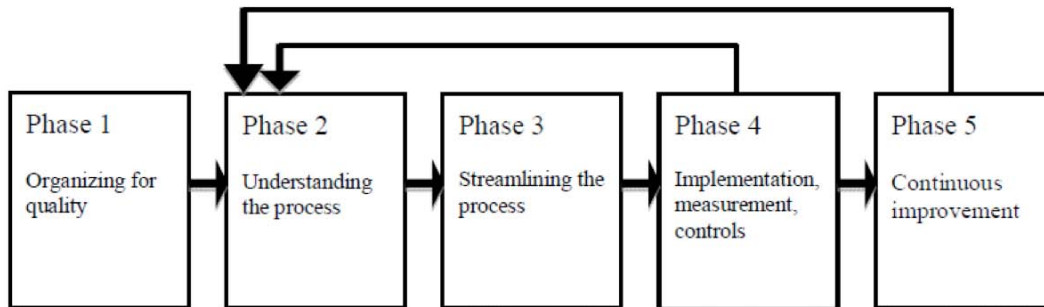 Phase 1
Organizing for
quality
Phase 2
Understanding
the process
Phase 3
Streamlining the
process
Phase 4
Implementation,
measurement,
controls
Phase 5
Continuous
improvement